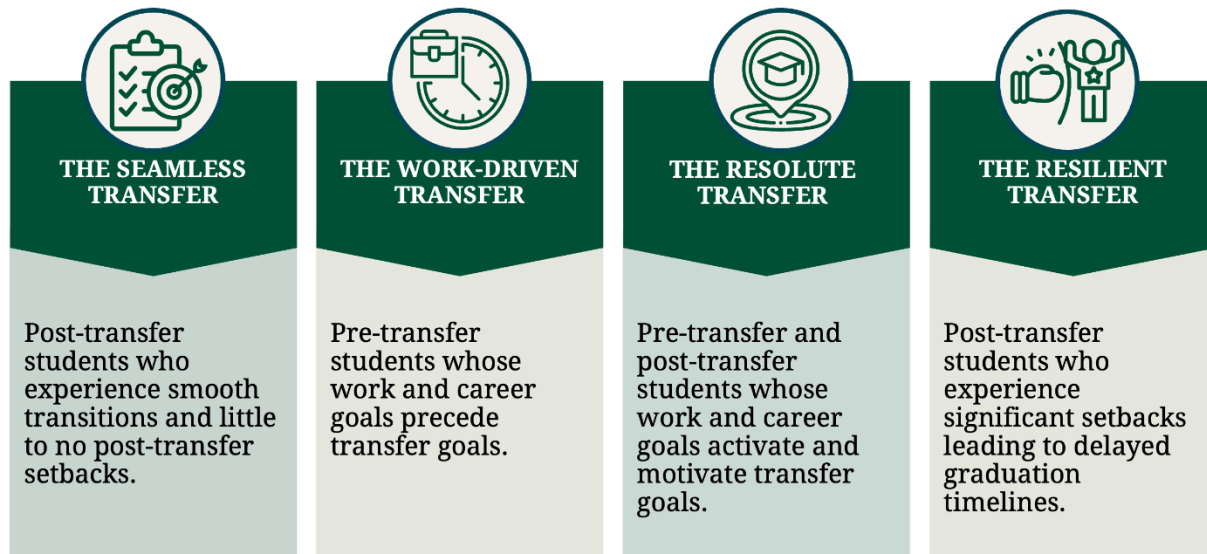 THE SEAMLESS
TRANSFER
Post-transfer
students who
experience smooth
transitions and little
to no post-transfer
setbacks.
THE WORK-DRIVEN
TRANSFER
Pre-transfer
students whose
work and career
goals precede
transfer goals.
THE RESOLUTE
TRANSFER
Pre-transfer and
post-transfer
students whose
work and career
goals activate and
motivate transfer
goals.
THE RESILIENT
TRANSFER
Post-transfer
students who
experience
significant setbacks
leading to delayed
graduation
timelines.